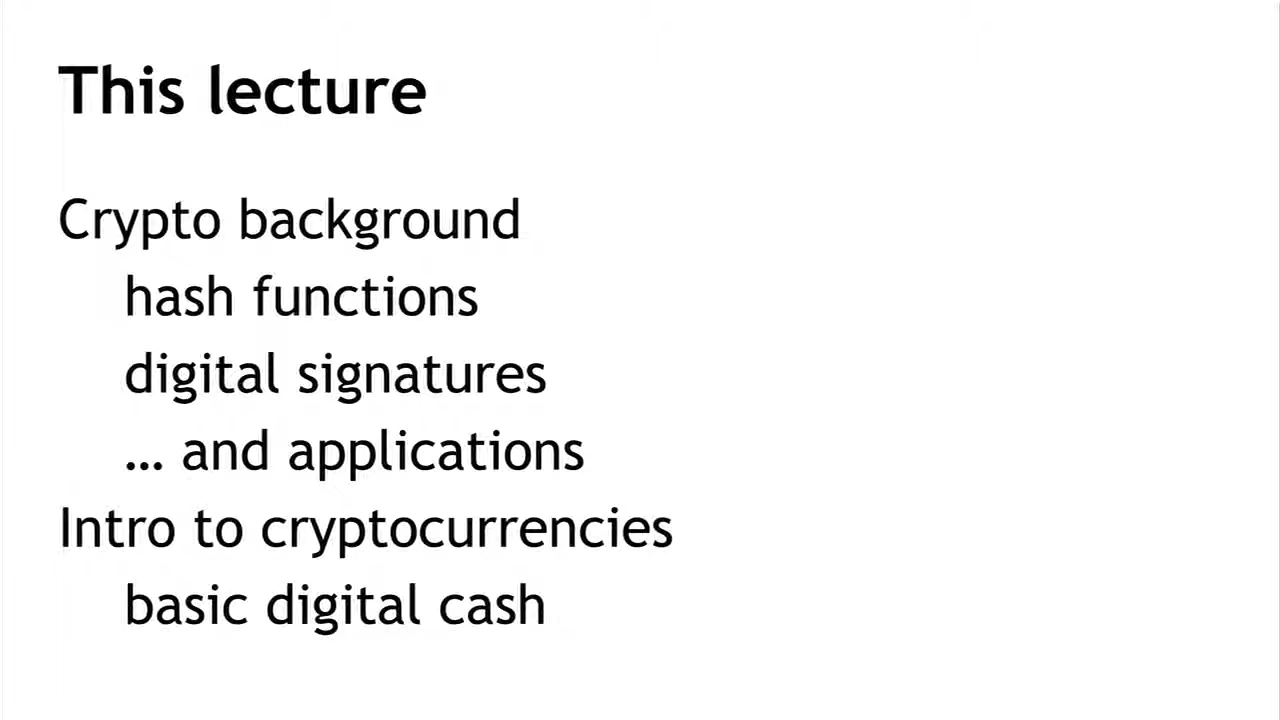 This lecture
Crypto background
hash functions
digital signatures
… and applications
Intro to cryptocurrencies
basic digital cash